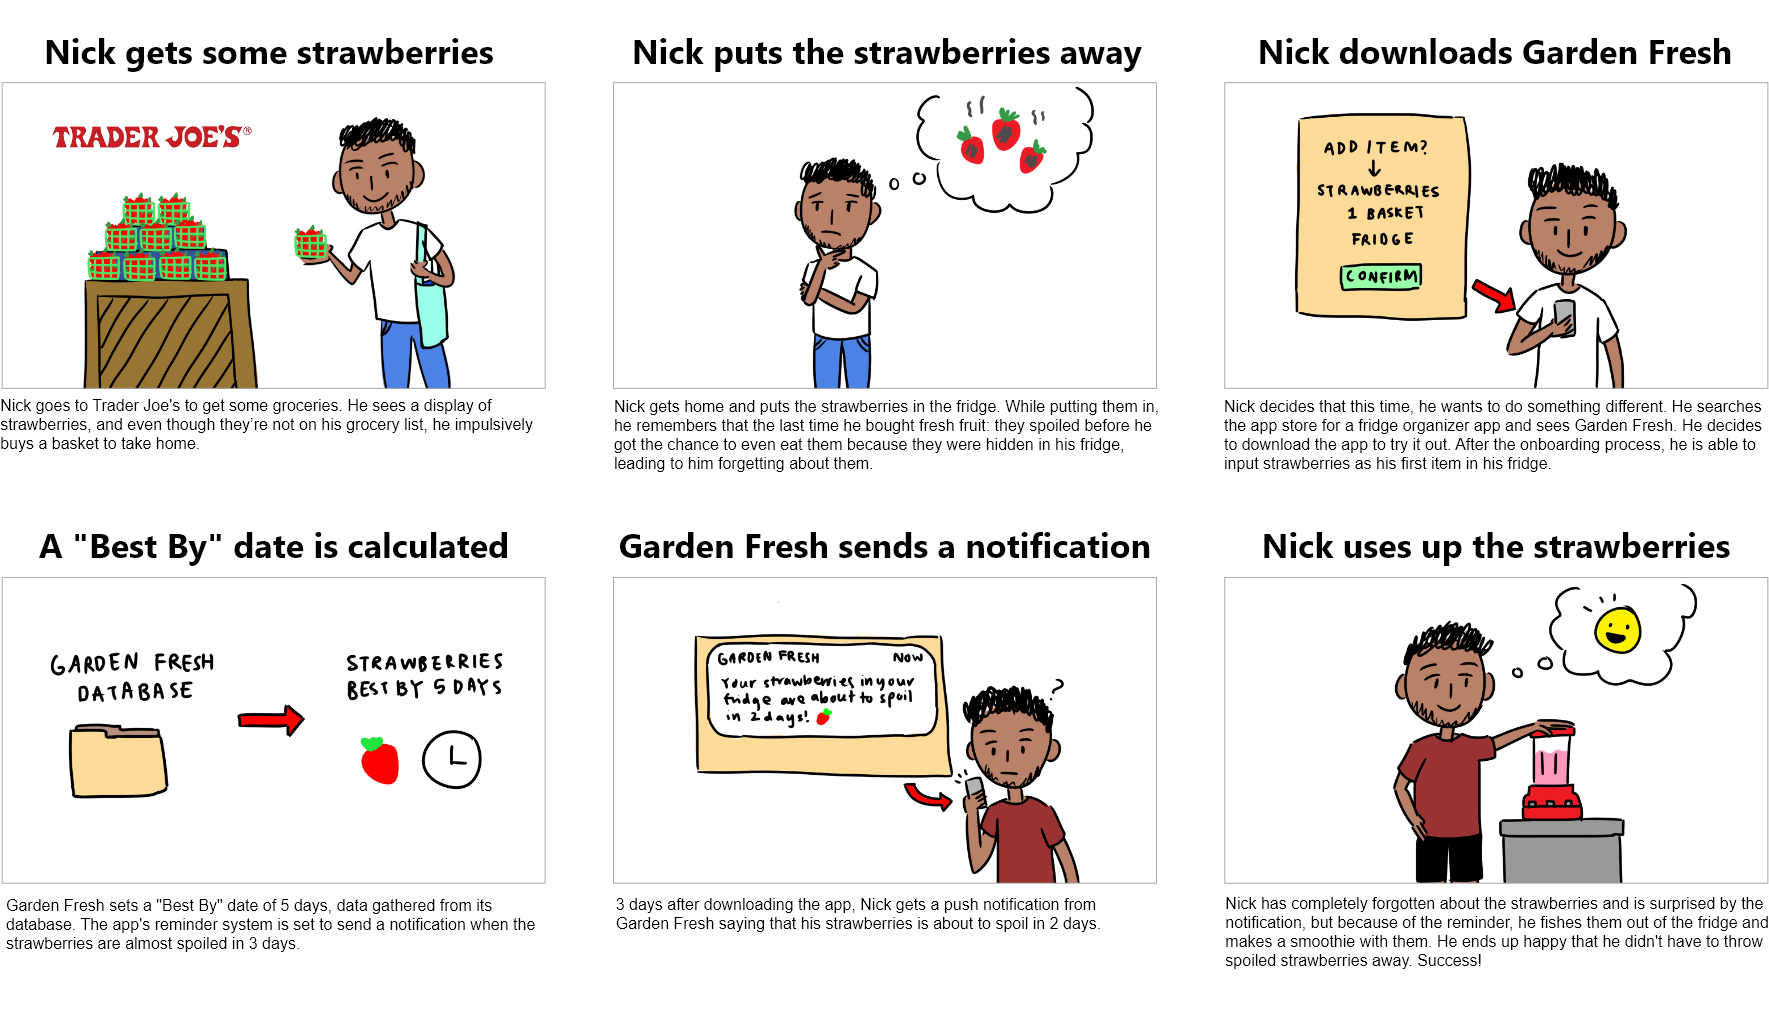 Nick gets some strawberries
TRADER JOE'S®
Nick goes to Trader Joe's to get some groceries. He sees a display of
strawberries, and even though they're not on his grocery list, he impulsively
buys a basket to take home.
Nick puts the strawberries away
Nick gets home and puts the strawberries in the fridge. While putting them in,
he remembers that the last time he bought fresh fruit: they spoiled before he
got the chance to even eat them because they were hidden in his fridge,
leading to him forgetting about them.
Nick downloads Garden Fresh
ADD ITEM?
STRAWBERRIES
1 BASKET
FRIDGE
CONFIRM
Nick decides that this time, he wants to do something different. He searches
the app store for a fridge organizer app and sees Garden Fresh. He decides
to download the app to try it out. After the onboarding process, he is able to
input strawberries as his first item in his fridge.
A "Best By" date is calculated
GARDEN FRESH
DATABASE
STRAWBERRIES
BEST BY 5 DAYS
Garden Fresh sets a "Best By" date of 5 days, data gathered from its
database. The app's reminder system is set to send a notification when the
strawberries are almost spoiled in 3 days.
Garden Fresh sends a notification
GARDEN FRESH NOW
Your strawberries in your
fridge are about to spoil
in 2 days!
?
3 days after downloading the app, Nick gets a push notification from
Garden Fresh saying that his strawberries is about to spoil in 2 days.
Nick uses up the strawberries
Nick has completely forgotten about the strawberries and is surprised by the
notification, but because of the reminder, he fishes them out of the fridge and
makes a smoothie with them. He ends up happy that he didn't have to throw
spoiled strawberries away. Success!